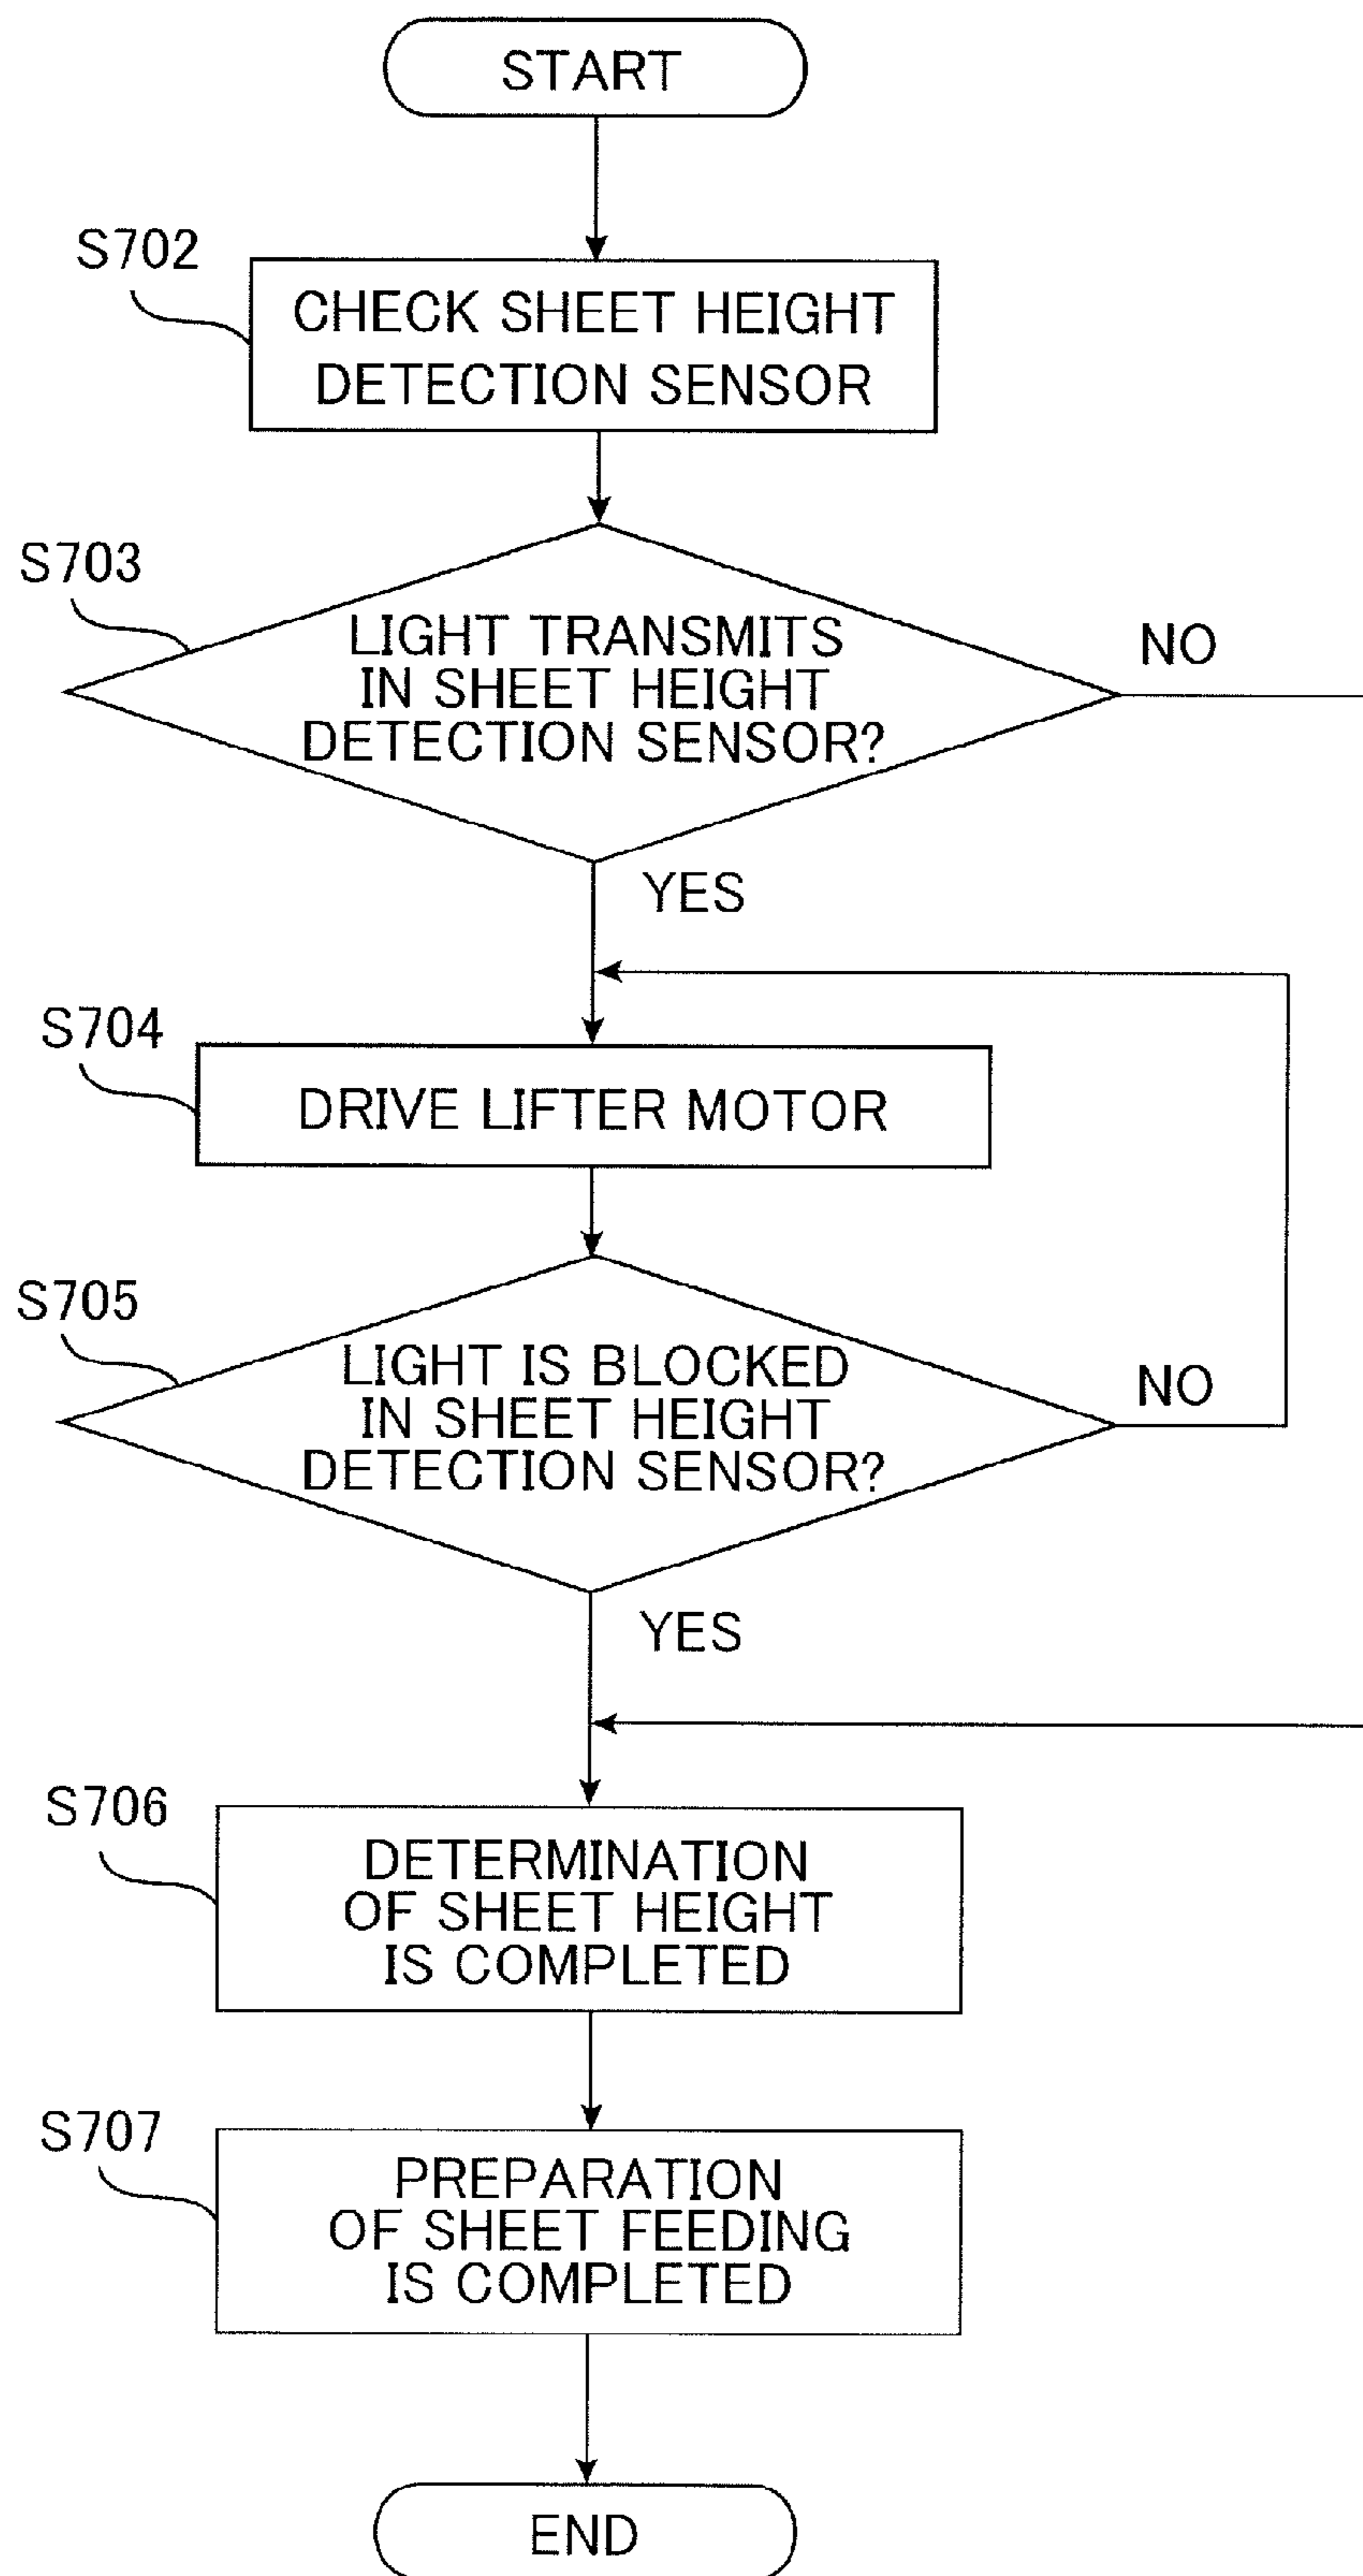 START
S702
CHECK SHEET HEIGHT
DETECTION SENSOR
S703
LIGHT TRANSMITS
IN SHEET HEIGHT
DETECTION SENSOR?
NO
YES
S704
DRIVE LIFTER MOTOR
S705
LIGHT IS BLOCKED
IN SHEET HEIGHT
DETECTION SENSOR?
NO
YES
S706
DETERMINATION
OF SHEET HEIGHT
IS COMPLETED
S707
PREPARATION
OF SHEET FEEDING
IS COMPLETED
END